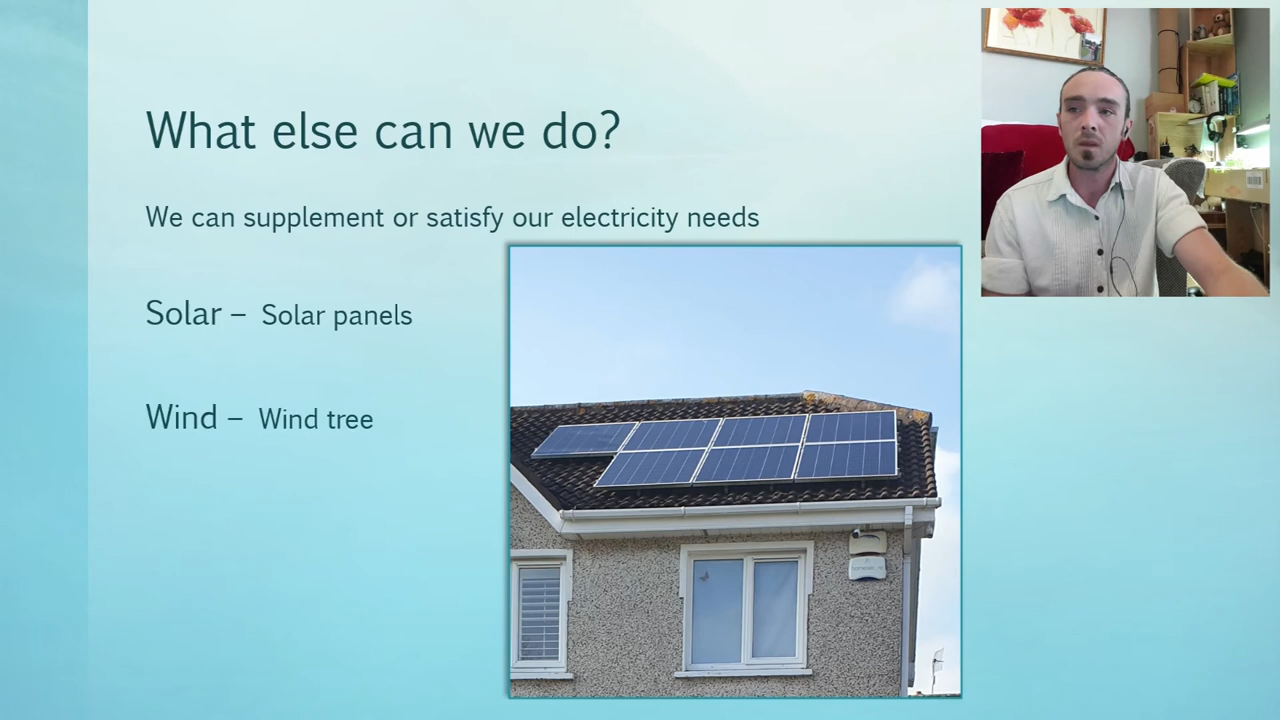 What else can we do?
We can supplement or satisfy our electricity needs
Solar – Solar panels
Wind – Wind tree